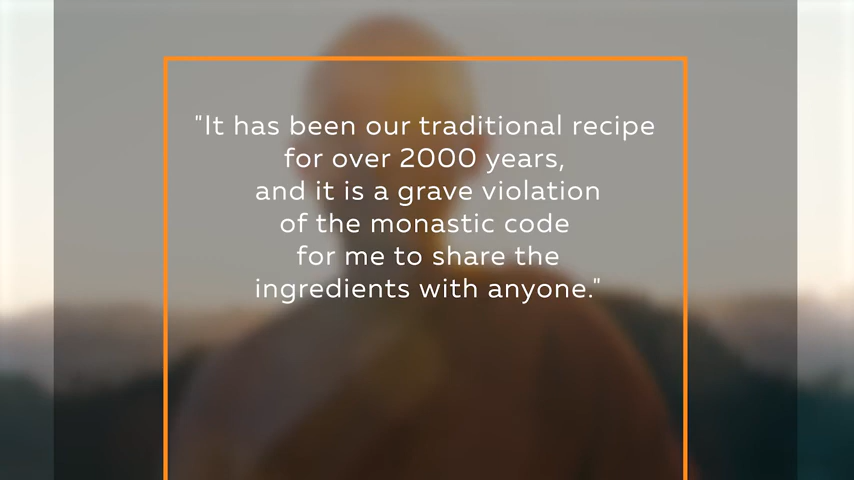 "It has been our traditional recipe
for over 2000 years,
and it is a grave violation
of the monastic code
for me to share the
ingredients with anyone."